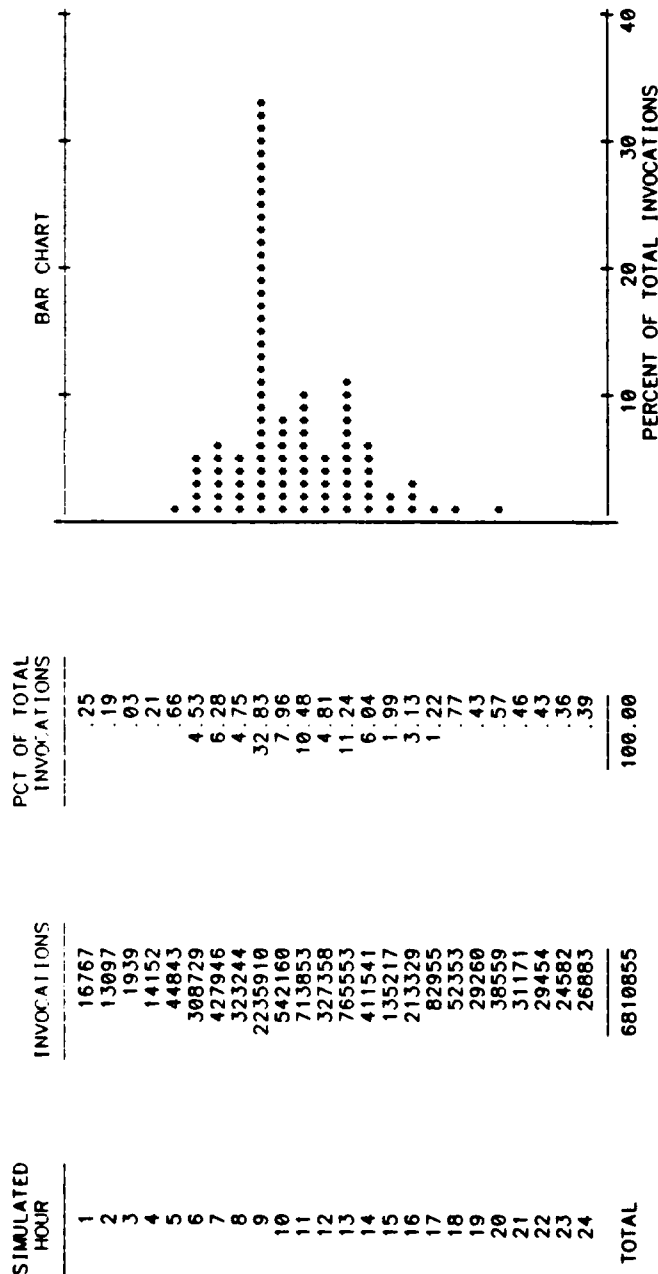 SIMULATED HOUR INVOCATIONS PCT OF TOTAL INVOCATIONS BAR CHART
1 16767 .25
2 13097 .19
3 1939 .03
4 14152 .21
5 44843 .66
6 308729 4.53
7 427946 6.28
8 323244 4.75
9 2235910 32.83
10 542160 7.96
11 713853 10.48
12 327358 4.81
13 765553 11.24
14 411541 6.04
15 135217 1.99
16 213329 3.13
17 82955 1.22
18 52353 .77
19 29260 .43
20 38559 .57
21 31171 .46
22 29454 .43
23 24582 .36
24 26883 .39
TOTAL 6810855 100.00
10 20 30 40
PERCENT OF TOTAL INVOCATIONS